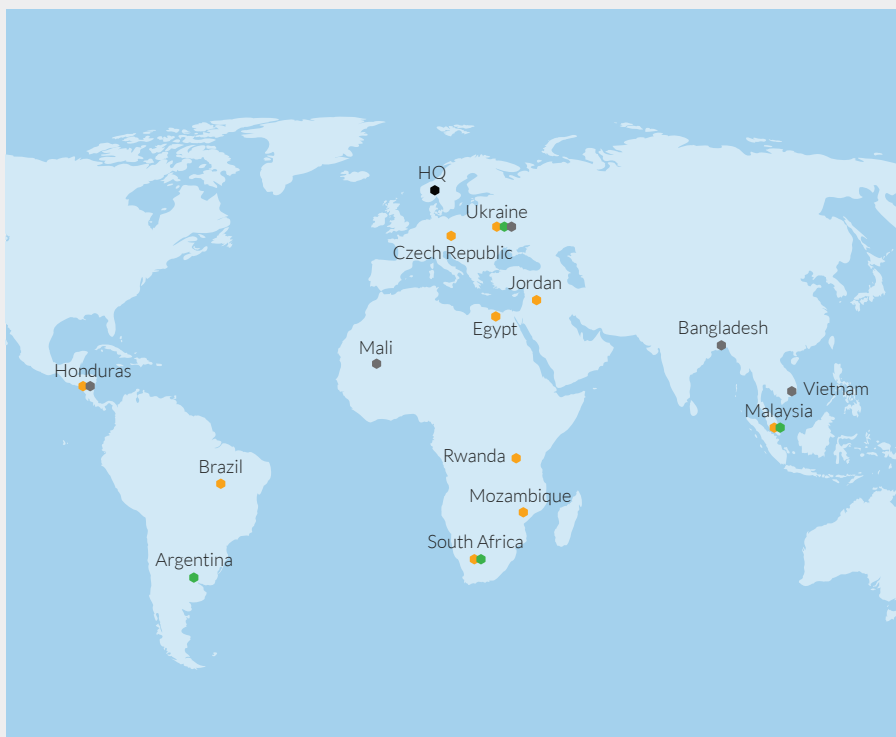 HQ
Ukraine
Czech Republic
Jordan
Egypt
Bangladesh
Mali
Honduras
Vietnam
Malaysia
Rwanda
Brazil
Mozambique
South Africa
Argentina